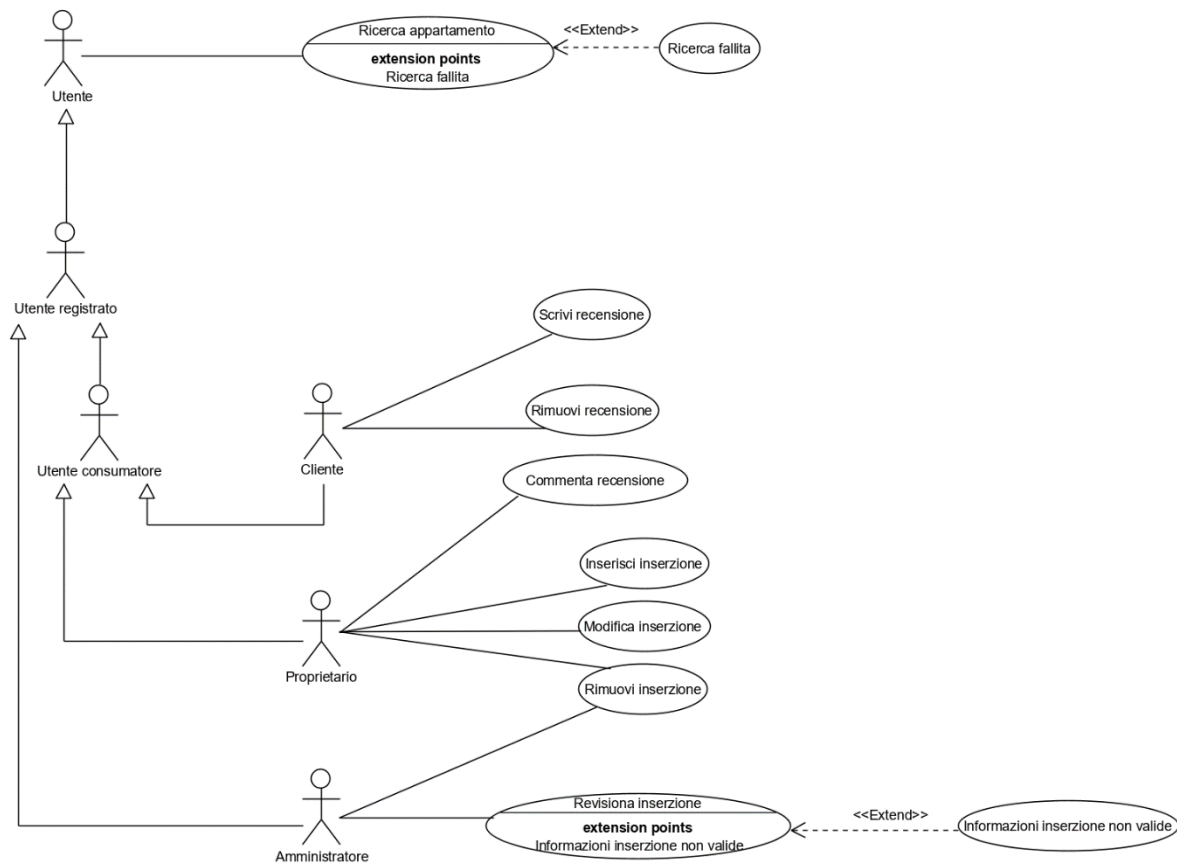 Ricerca appartamento
<<Extend>>
extension points
Ricerca fallita
Ricerca fallita
Utente
Utente registrato
Scrivi recensione
Rimuovi recensione
Utente consumatore
Cliente
Commenta recensione
Inserisci inserzione
Modifica inserzione
Proprietario
Rimuovi inserzione
Revisiona inserzione
<<Extend>>
extension points
Informazioni inserzione non valide
Informazioni inserzione non valide
Amministratore